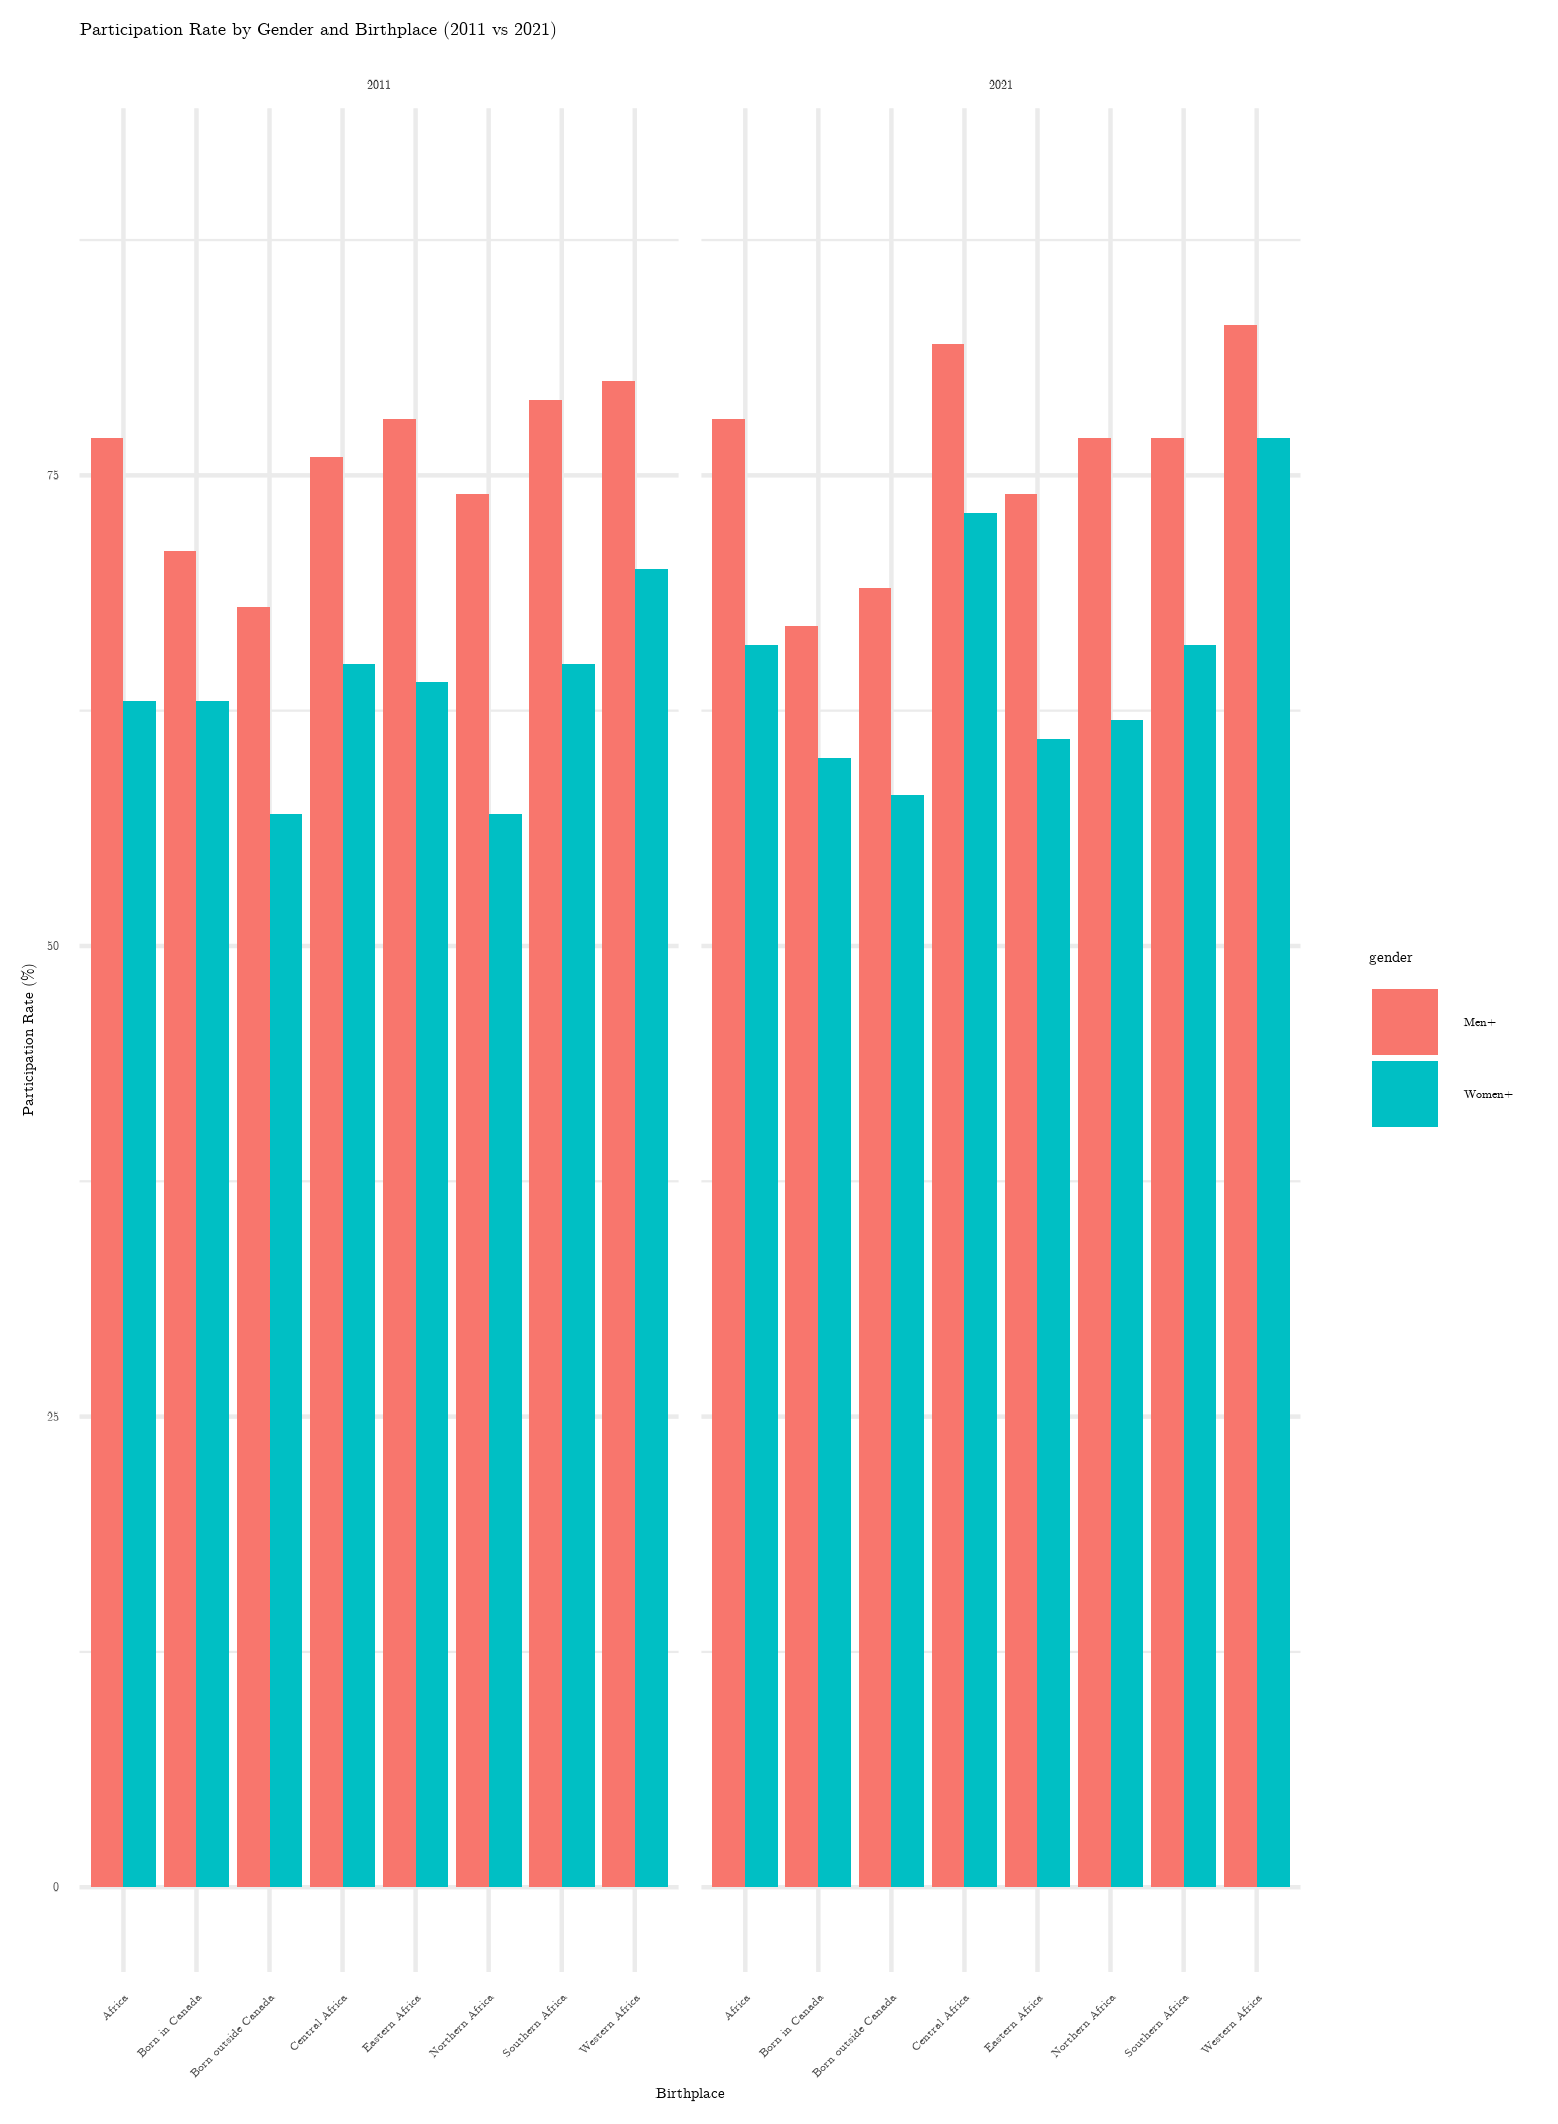 Participation Rate by Gender and Birthplace (2011 vs 2021)
2011
2021
75
50
25
0
Participation Rate (%)
Africa
Born in Canada
Born outside Canada
Central Africa
Eastern Africa
Northern Africa
Southern Africa
Western Africa
Africa
Born in Canada
Born outside Canada
Central Africa
Eastern Africa
Northern Africa
Southern Africa
Western Africa
Birthplace
gender
Men+
Women+